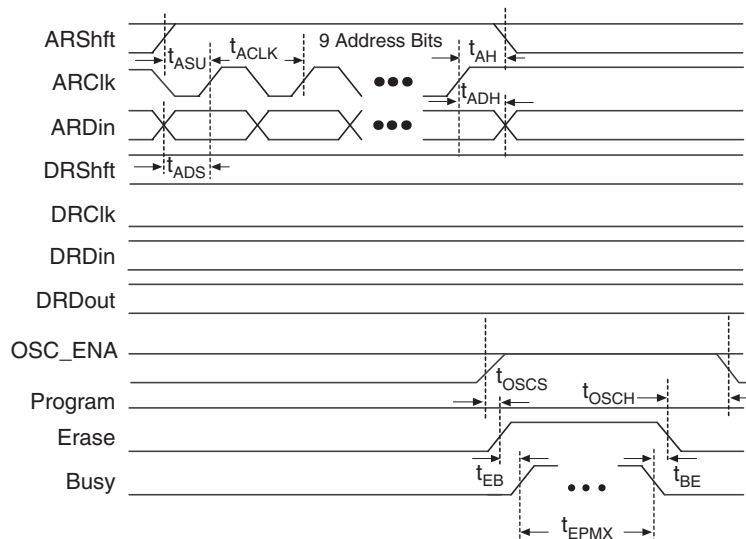 ARShft
t_ASU t_ACLK 9 Address Bits t_AH
ARClk
t_ADH
ARDin
t_ADS
DRShft
DRClk
DRDin
DRDout
OSC_ENA
t_OSCS t_OSCH
Program
Erase
t_EB t_BE
Busy
t_EPMX